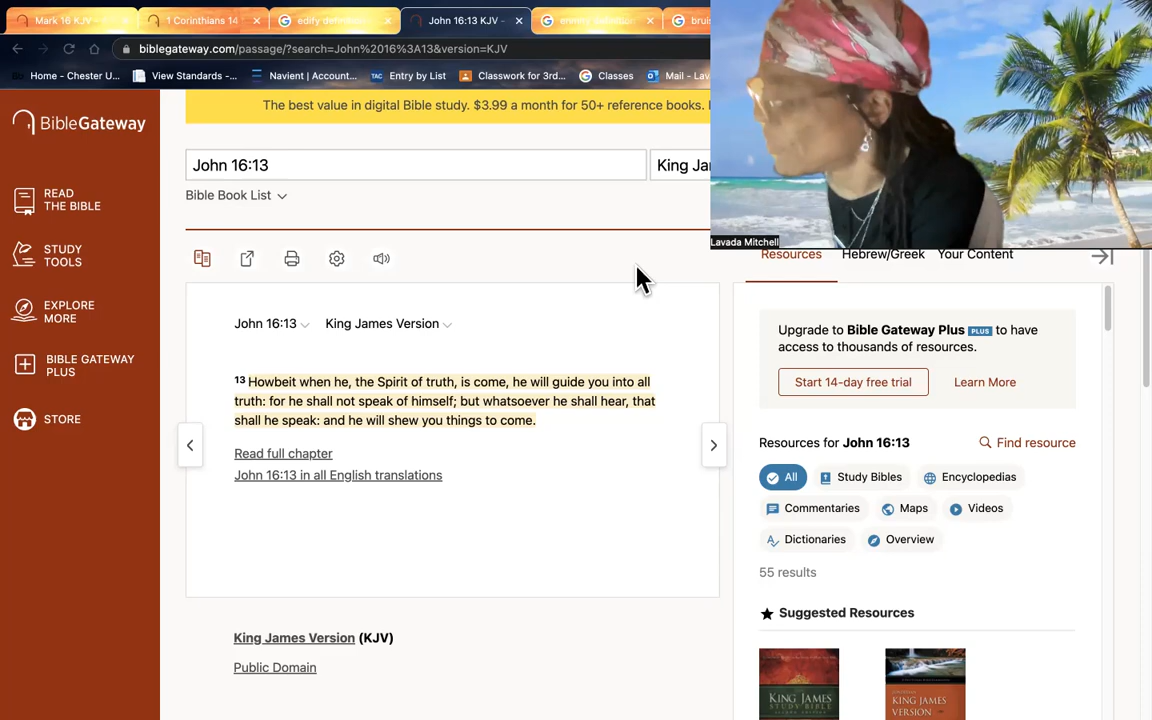 Mark 16 KJV
1 Corinthians 14
edify definition
John 16:13 KJV -
enmity definition
bruis
biblegateway.com/passage/?search=John%2016%3A13&version=KJV
Home - Chester U...
View Standards -...
Navient | Account...
TAC Entry by List
Classwork for 3rd...
Classes
Mail - Lav
BibleGateway
The best value in digital Bible study. $3.99 a month for 50+ reference books.
John 16:13
King Ja
Bible Book List
READ
THE BIBLE
STUDY
TOOLS
EXPLORE
MORE
BIBLE GATEWAY
PLUS
STORE
Lavada Mitchell
John 16:13
King James Version
13 Howbeit when he, the Spirit of truth, is come, he will guide you into all
truth: for he shall not speak of himself; but whatsoever he shall hear, that
shall he speak: and he will shew you things to come.
Read full chapter
John 16:13 in all English translations
King James Version (KJV)
Public Domain
Resources
Hebrew/Greek
Your Content
Upgrade to Bible Gateway Plus PLUS to have
access to thousands of resources.
Start 14-day free trial
Learn More
Resources for John 16:13
Find resource
All
Study Bibles
Encyclopedias
Commentaries
Maps
Videos
Dictionaries
Overview
55 results
Suggested Resources
KING JAMES
STUDY BIBLE
KING JAMES
VERSION